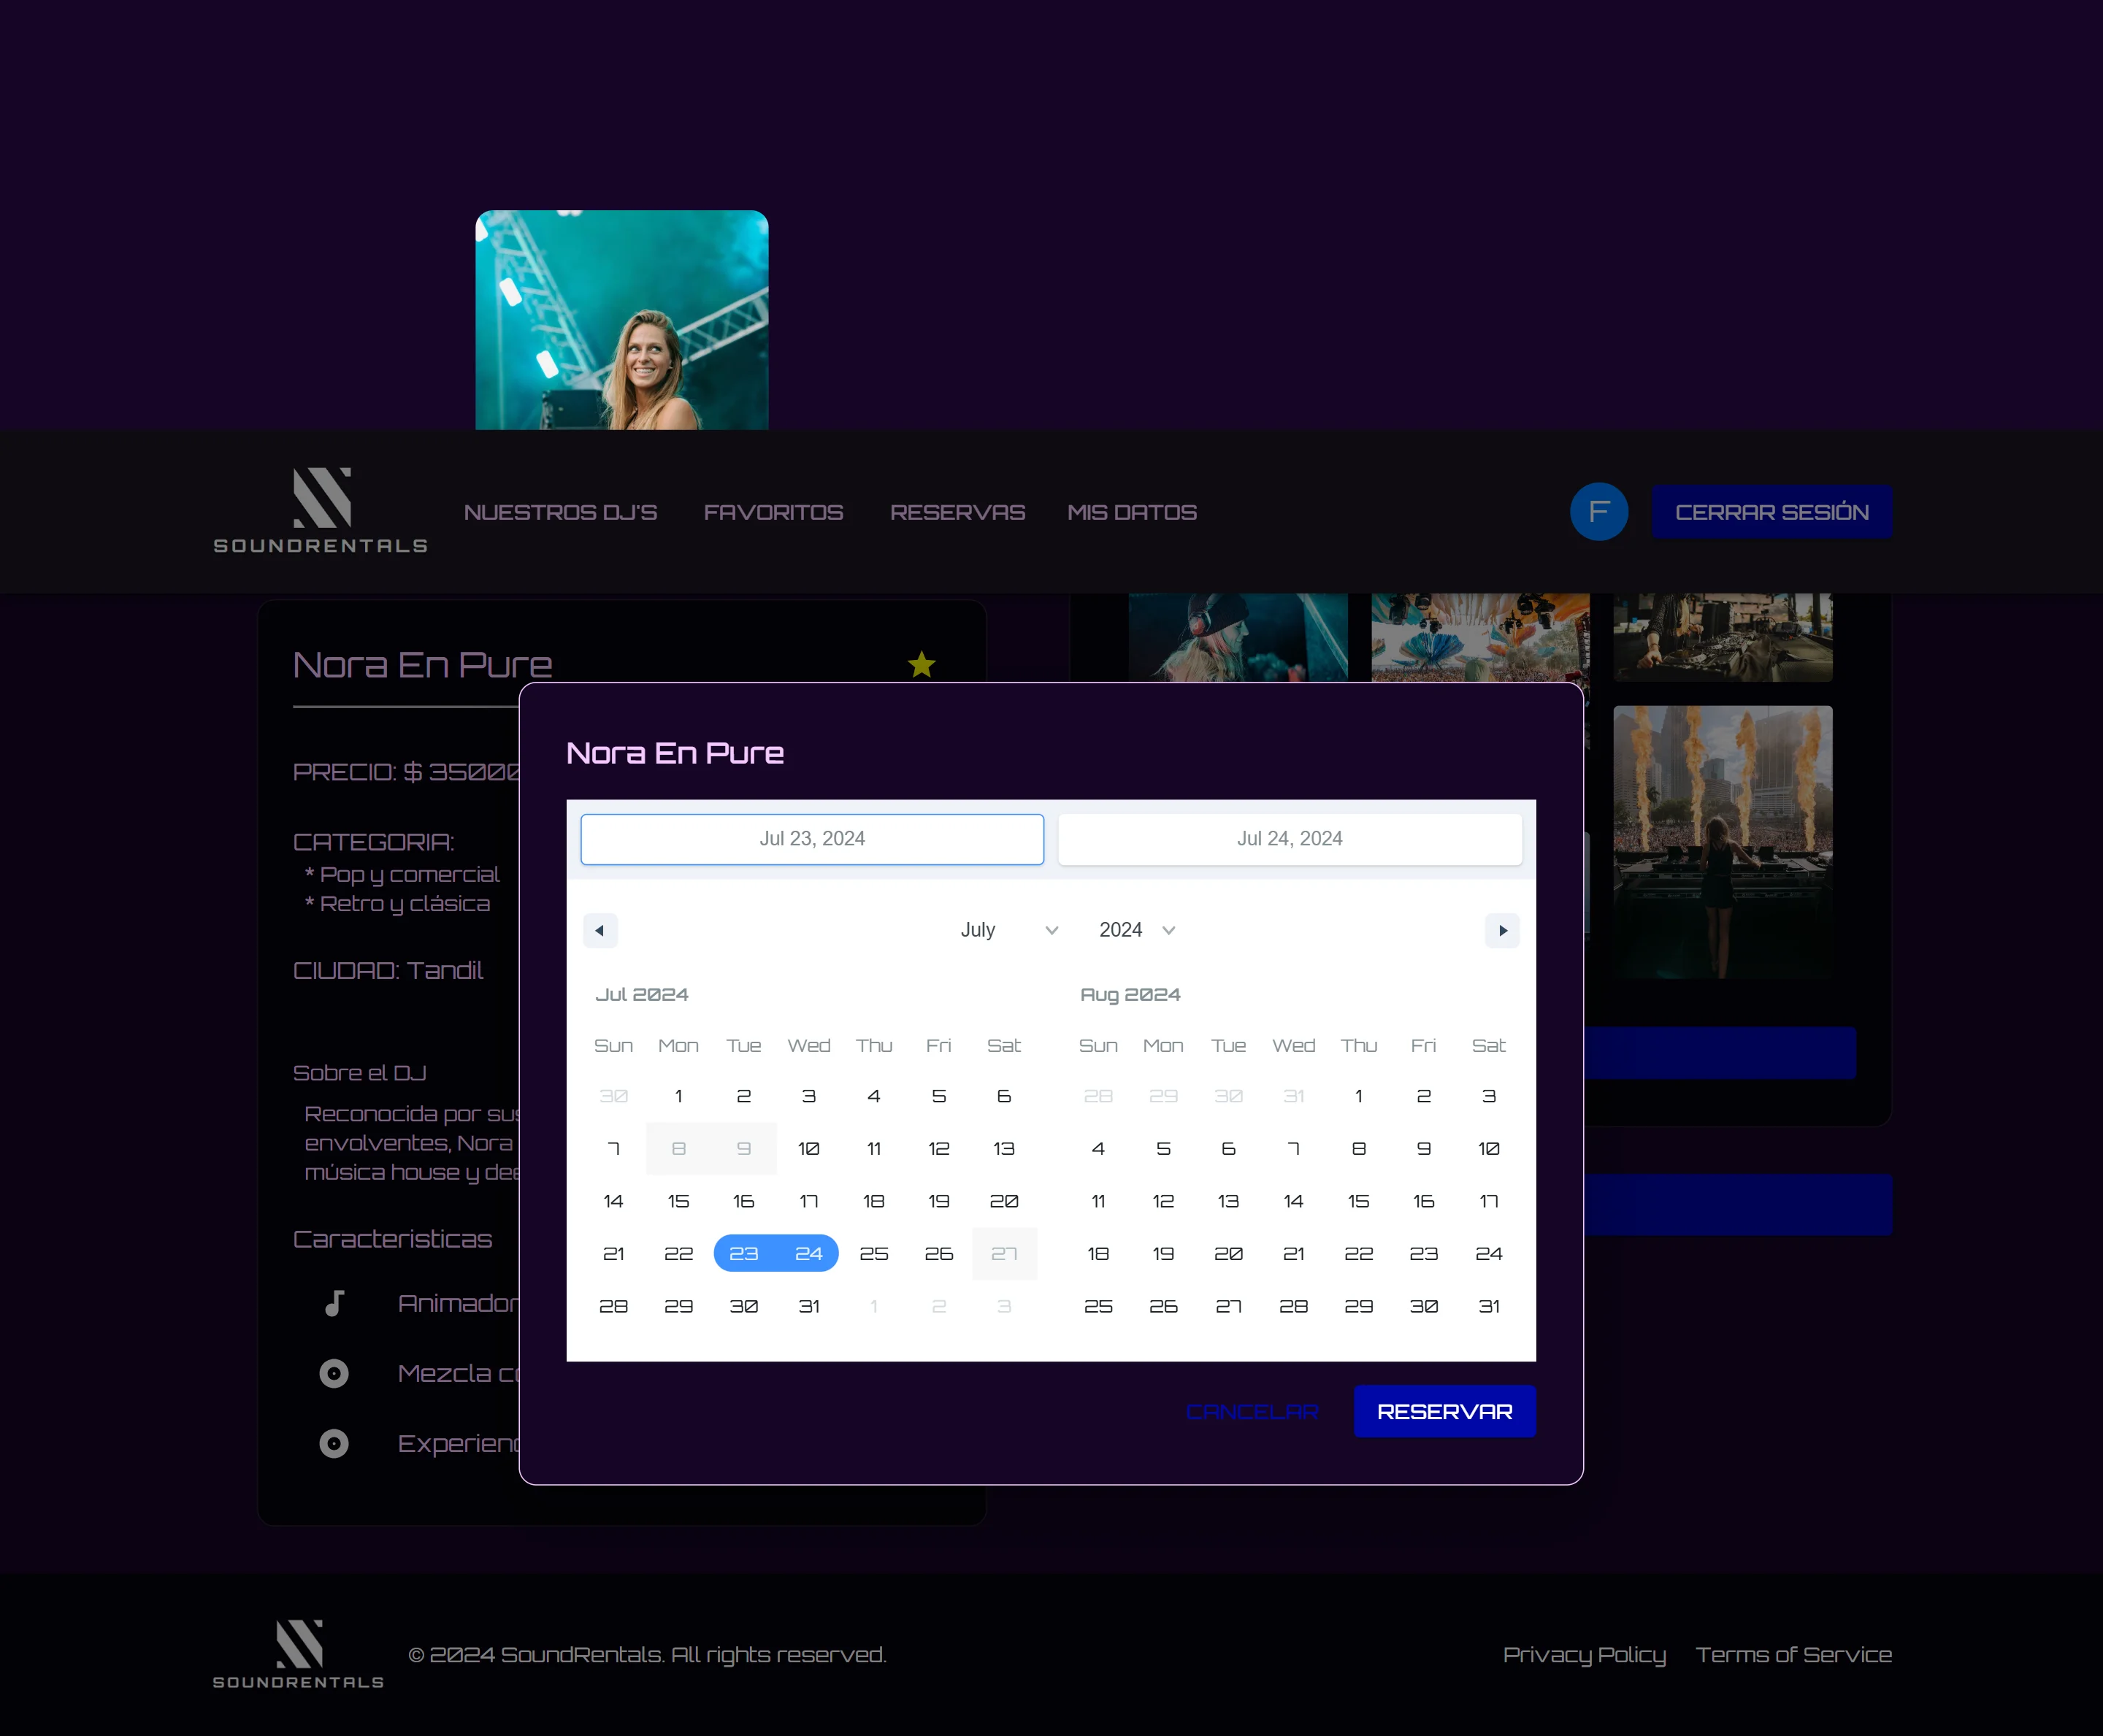 SOUNDRENTALS
NUESTROS DJ'S FAVORITOS RESERVAS MIS DATOS
F
CERRAR SESIÓN
Nora En Pure
PRECIO: $ 35000
CATEGORIA:
* Pop y comercial
* Retro y clásica
CIUDAD: Tandil
Sobre el DJ
Reconocida por sus
envolventes, Nora
música house y
Caracteristicas
Animador
Mezcla
Nora En Pure
Jul 23, 2024 Jul 24, 2024
July 2024
Jul 2024
Sun Mon Tue Wed Thu Fri Sat
30 1 2 3 4 5 6
7 8 9 10 11 12 13
14 15 16 17 18 19 20
21 22 23 24 25 26 27
28 29 30 31 1 2 3
Aug 2024
Sun Mon Tue Wed Thu Fri Sat
28 29 30 31 1 2 3
4 5 6 7 8 9 10
11 12 13 14 15 16 17
18 19 20 21 22 23 24
25 26 27 28 29 30 31
CANCELAR RESERVAR
SOUNDRENTALS
© 2024 SoundRentals. All rights reserved.
Privacy Policy Terms of Service